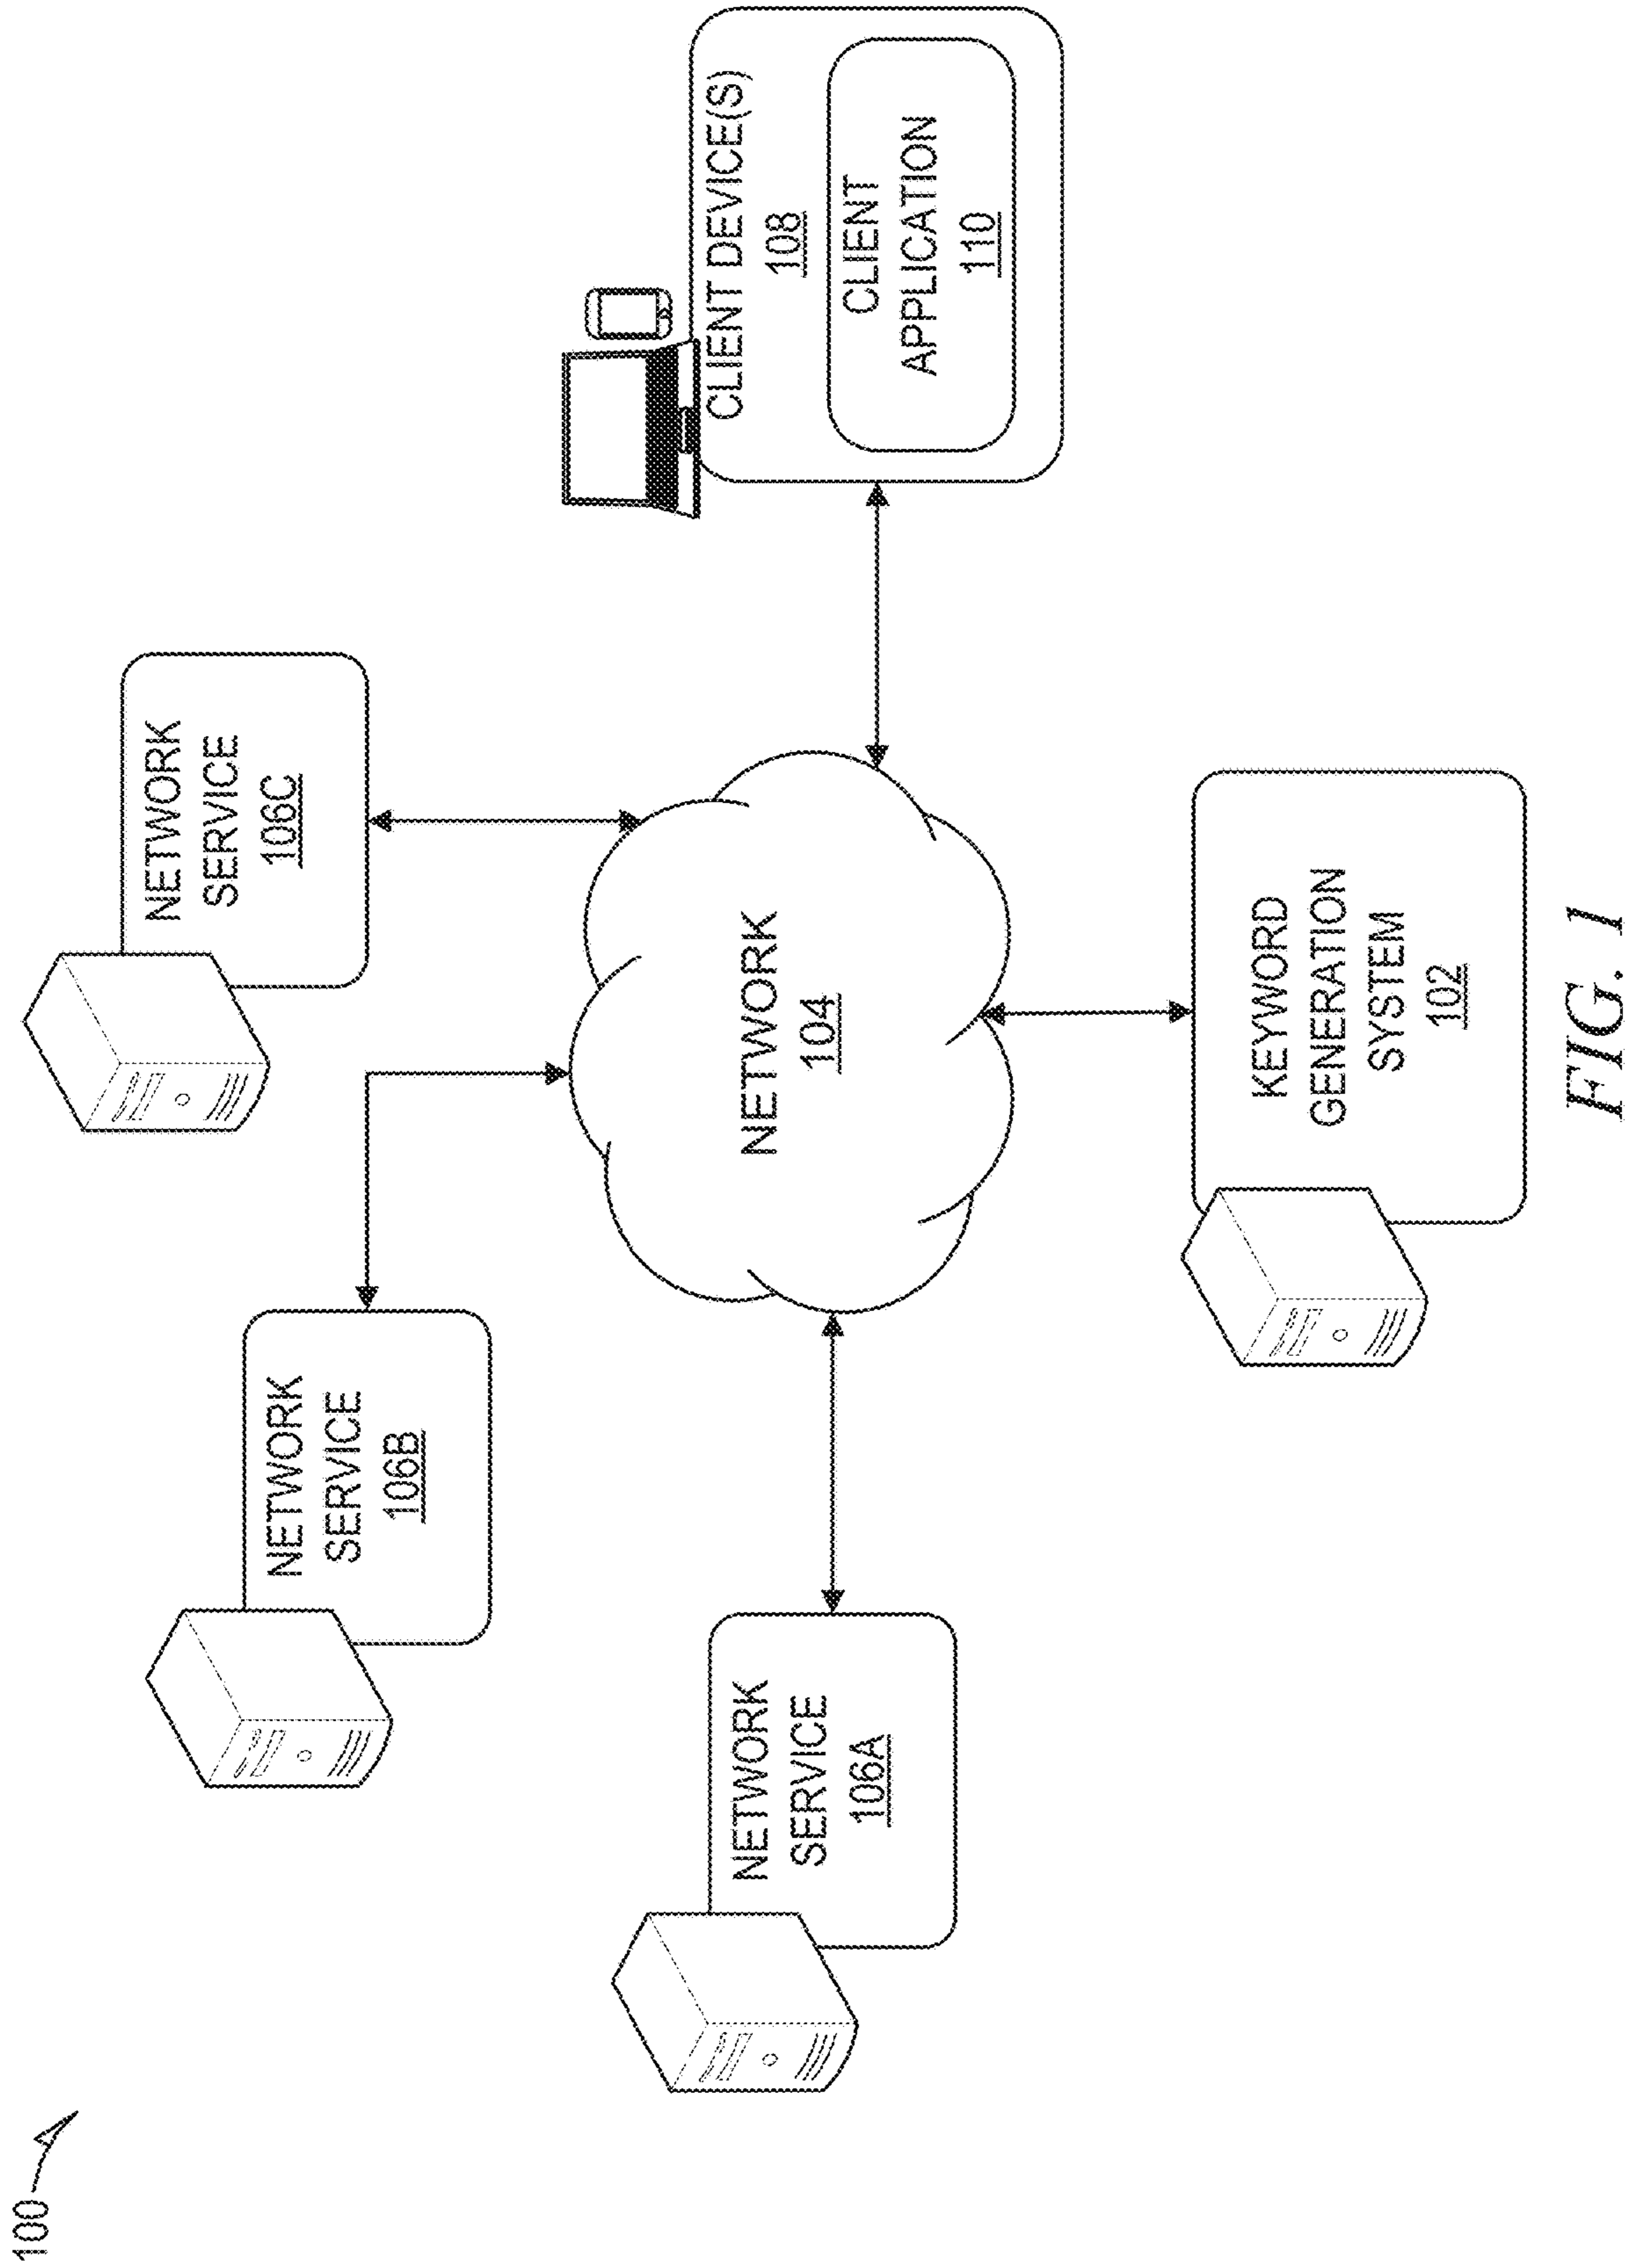 100
NETWORK
SERVICE
106B
NETWORK
SERVICE
106C
NETWORK
SERVICE
106A
NETWORK
104
CLIENT DEVICE(S)
108
CLIENT
APPLICATION
110
KEYWORD
GENERATION
SYSTEM
102
FIG. 1